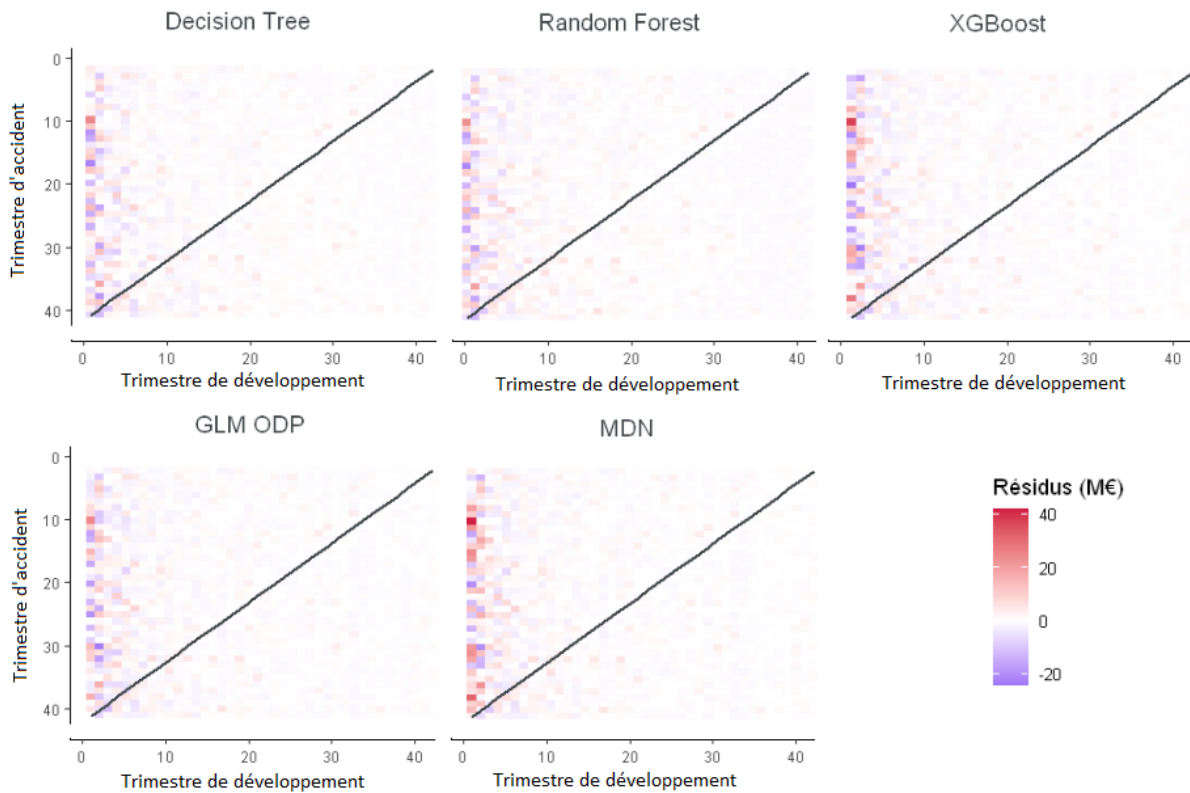 Decision Tree
Random Forest
XGBoost
Trimestre d'accident
0
10
20
30
40
0 10 20 30 40
0 10 20 30 40
0 10 20 30 40
Trimestre de développement
Trimestre de développement
Trimestre de développement
GLM ODP
MDN
Trimestre d'accident
0
10
20
30
40
0 10 20 30 40
0 10 20 30 40
Trimestre de développement
Trimestre de développement
Résidus (M€)
40
20
0
-20